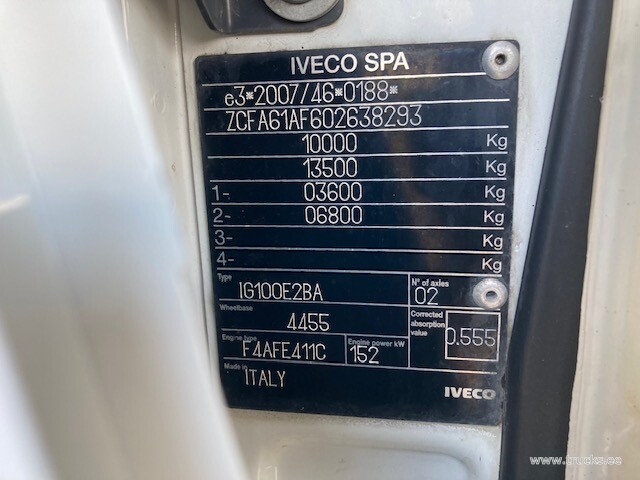 IVECO SPA
e3*2007/46*0188*
ZCFA61AF602638293
10000 Kg
13500 Kg
1- 03600 Kg
2- 06800 Kg
3- Kg
4- Kg
Type IG100E2BA N° of axles 02
Wheelbase 4455 Corrected absorption value 0.555
Engine type F4AFE411C Engine power kW 152
Made in ITALY
IVECO
www.trucks.ee